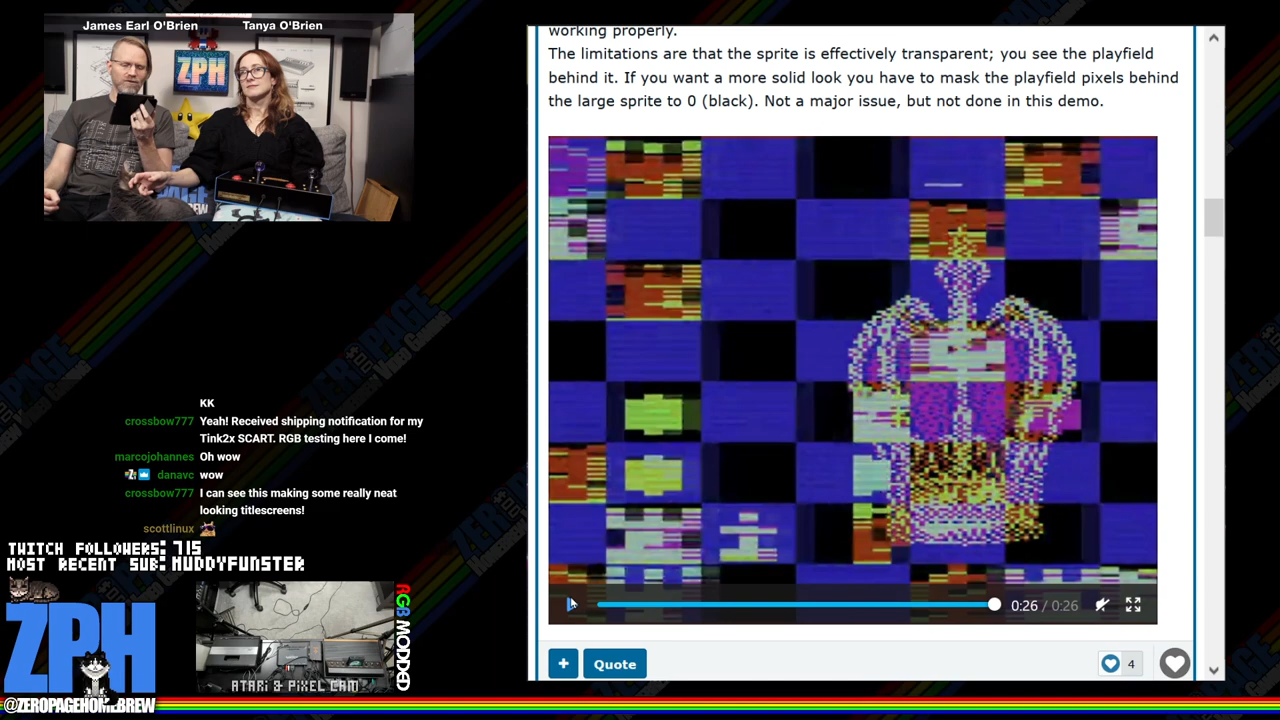 James Earl O'Brien
Tanya O'Brien
ZPH
working properly.
The limitations are that the sprite is effectively transparent; you see the playfield
behind it. If you want a more solid look you have to mask the playfield pixels behind
the large sprite to 0 (black). Not a major issue, but not done in this demo.
KK
crossbow777 Yeah! Received shipping notification for my
Tink2x SCART. RGB testing here I come!
marcojohannes Oh wow
danavc wow
crossbow777 I can see this making some really neat
looking titlescreens!
scottlinux
TWITCH FOLLOWERS: 715
MOST RECENT SUB: MUDDYFUNSTER
0:26 / 0:26
ZPH
RGB MODDED
ATARI & PIXEL CAM
@ZEROPAGEHOMEBREW
+ Quote
4